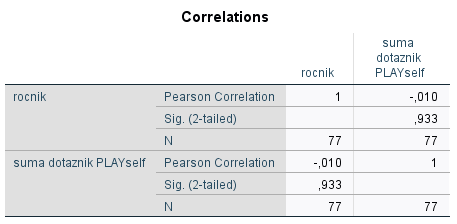 Correlations
rocnik
suma
dotaznik
PLAYself
rocnik Pearson Correlation 1 -,010
Sig. (2-tailed) ,933
N 77 77
suma dotaznik PLAYself Pearson Correlation -,010 1
Sig. (2-tailed) ,933
N 77 77